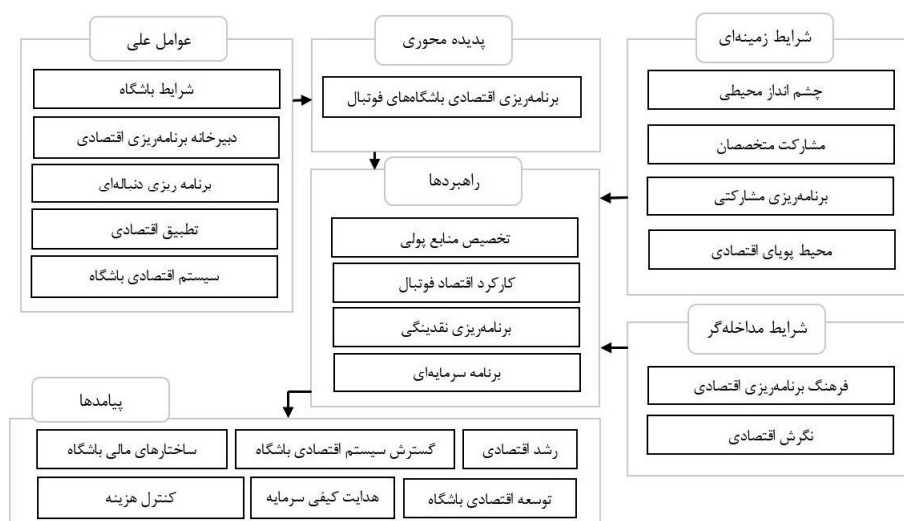 شرایط زمینه‌ای
چشم انداز محیطی
مشارکت متخصصان
برنامه‌ریزی مشارکتی
محیط پویای اقتصادی
پدیده محوری
برنامه‌ریزی اقتصادی باشگاه‌های فوتبال
عوامل علی
شرایط باشگاه
دبیرخانه برنامه‌ریزی اقتصادی
برنامه ریزی دنباله‌ای
تطبیق اقتصادی
سیستم اقتصادی باشگاه
راهبردها
تخصیص منابع پولی
کارکرد اقتصاد فوتبال
برنامه‌ریزی نقدینگی
برنامه سرمایه‌ای
شرایط مداخله‌گر
فرهنگ برنامه‌ریزی اقتصادی
نگرش اقتصادی
پیامدها
رشد اقتصادی
گسترش سیستم اقتصادی باشگاه
ساختارهای مالی باشگاه
توسعه اقتصادی باشگاه
هدایت کیفی سرمایه
کنترل هزینه